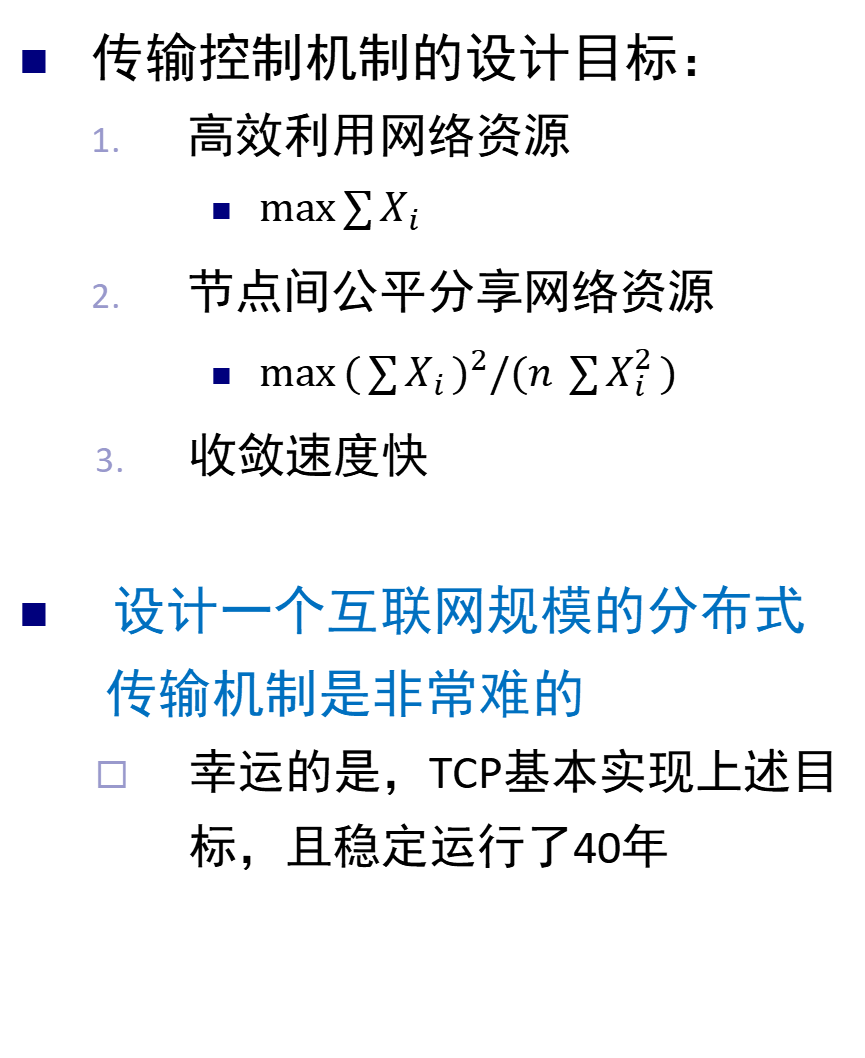 传输控制机制的设计目标：
1. 高效利用网络资源
max ∑ Xᵢ
2. 节点间公平分享网络资源
max (∑ Xᵢ)²/(n ∑ Xᵢ²)
3. 收敛速度快
设计一个互联网规模的分布式
传输机制是非常难的
幸运的是，TCP基本实现上述目
标，且稳定运行了40年